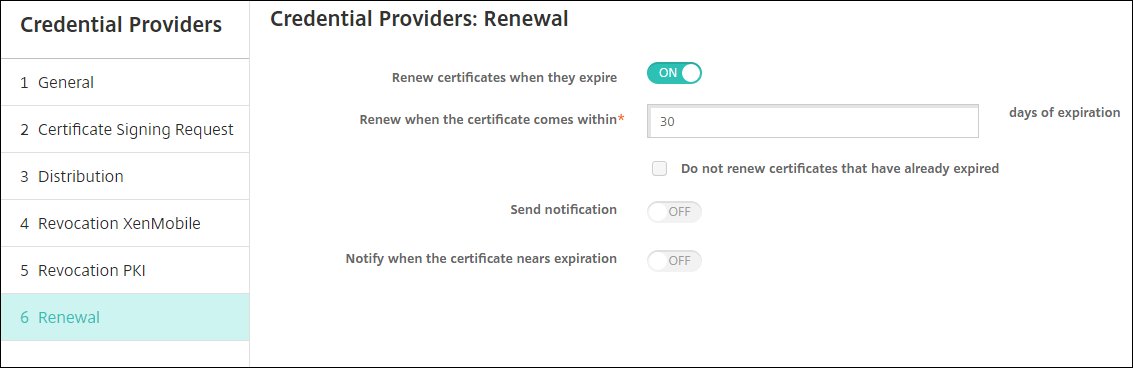 Credential Providers
1 General
2 Certificate Signing Request
3 Distribution
4 Revocation XenMobile
5 Revocation PKI
6 Renewal
Credential Providers: Renewal
Renew certificates when they expire ON
Renew when the certificate comes within* 30 days of expiration
Do not renew certificates that have already expired
Send notification OFF
Notify when the certificate nears expiration OFF